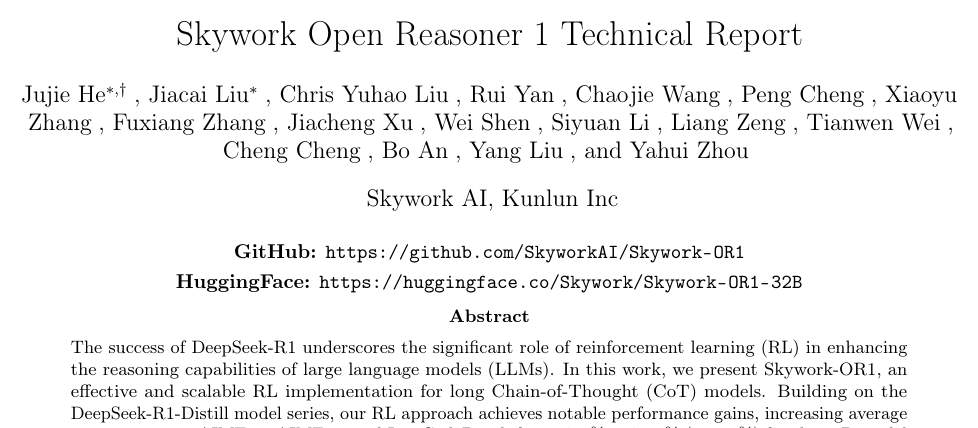 Skywork Open Reasoner 1 Technical Report
Jujie He*,† , Jiacai Liu* , Chris Yuhao Liu , Rui Yan , Chaojie Wang , Peng Cheng , Xiaoyu
Zhang , Fuxiang Zhang , Jiacheng Xu , Wei Shen , Siyuan Li , Liang Zeng , Tianwen Wei ,
Cheng Cheng , Bo An , Yang Liu , and Yahui Zhou
Skywork AI, Kunlun Inc
GitHub: https://github.com/SkyworkAI/Skywork-OR1
HuggingFace: https://huggingface.co/Skywork/Skywork-OR1-32B
Abstract
The success of DeepSeek-R1 underscores the significant role of reinforcement learning (RL) in enhancing
the reasoning capabilities of large language models (LLMs). In this work, we present Skywork-OR1, an
effective and scalable RL implementation for long Chain-of-Thought (CoT) models. Building on the
DeepSeek-R1-Distill model series, our RL approach achieves notable performance gains, increasing average